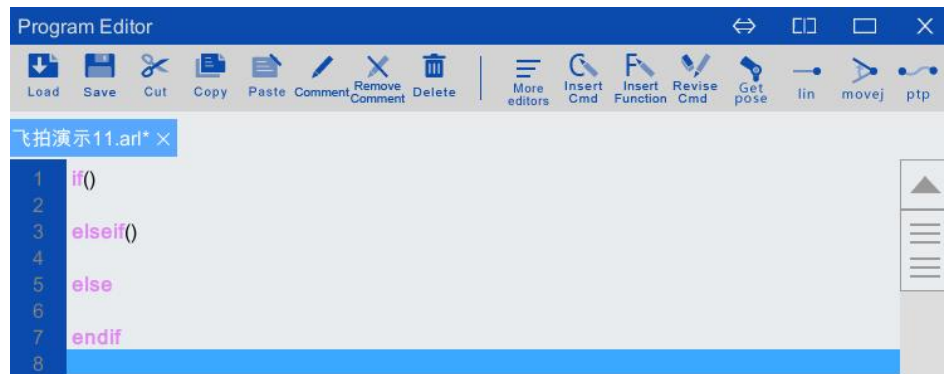 Program Editor
Load Save Cut Copy Paste Comment Remove Comment Delete More editors Insert Cmd Insert Function Revise Cmd Get pose lin movej ptp
飞拍演示11.arl* ×
1 if()
2
3 elseif()
4
5 else
6
7 endif
8